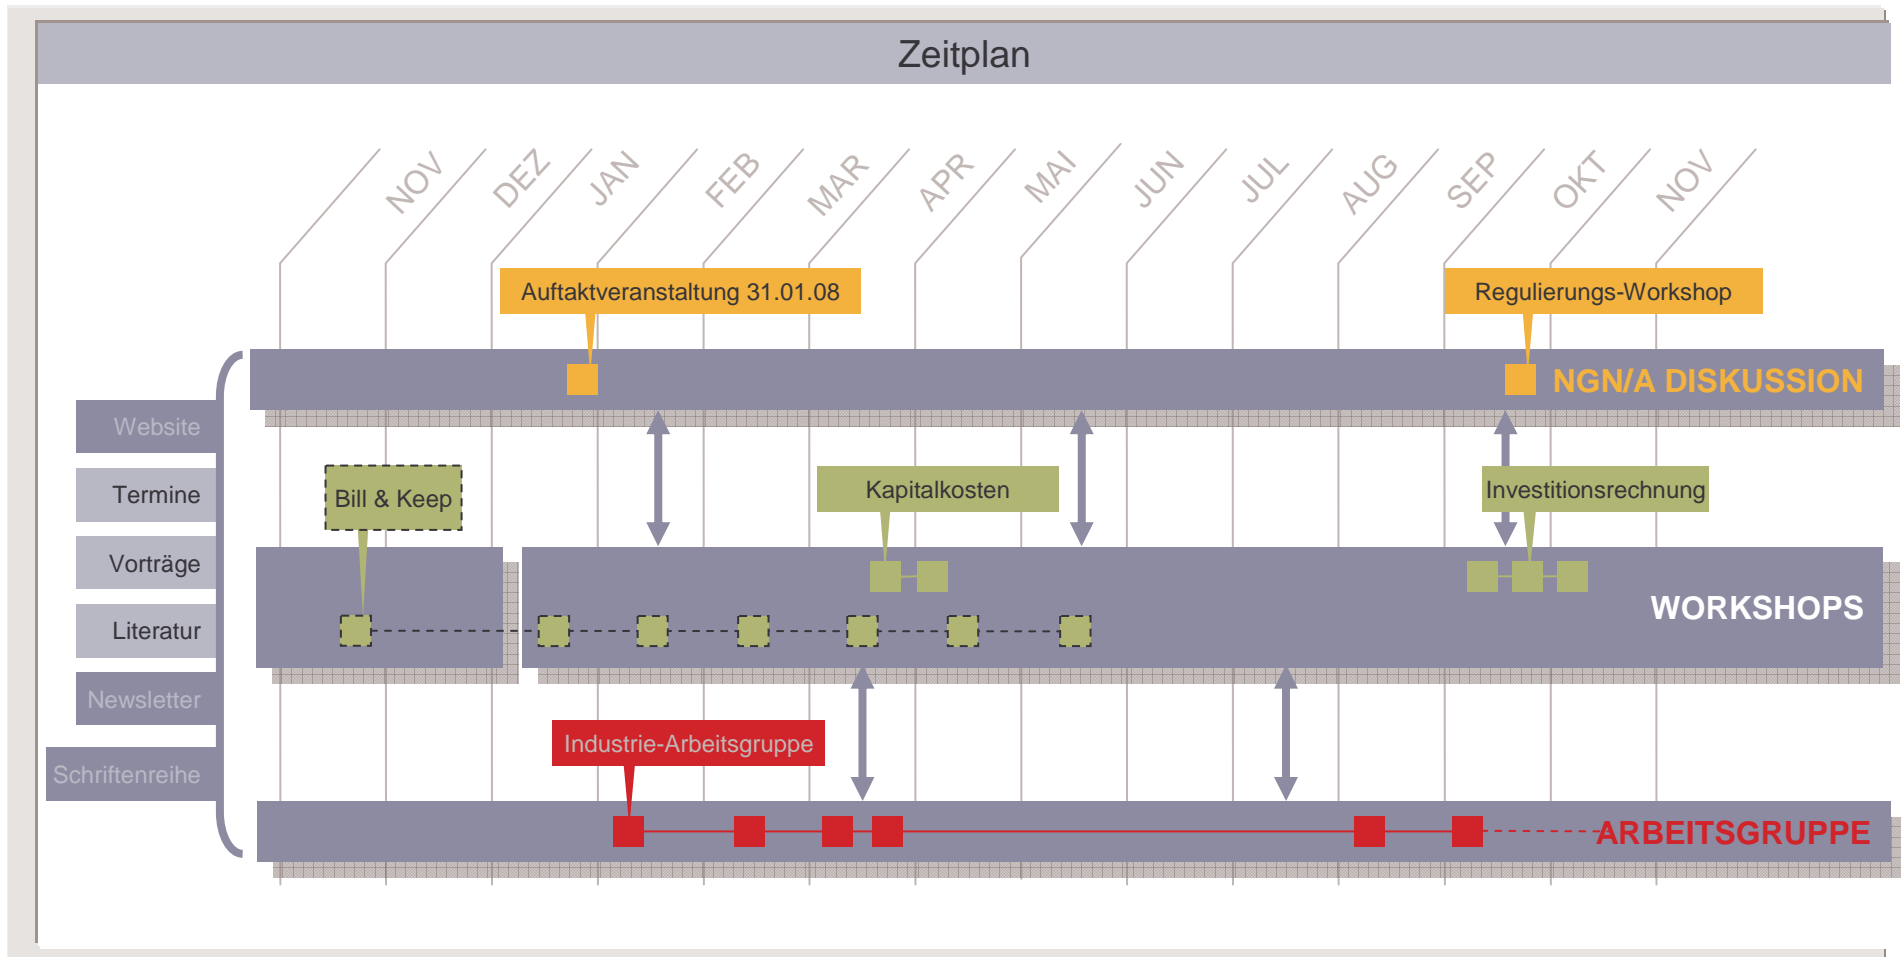 Zeitplan
NOV
DEZ
JAN
FEB
MAR
APR
MAI
JUN
JUL
AUG
SEP
OKT
NOV
Auftaktveranstaltung 31.01.08
Regulierungs-Workshop
NGN/A DISKUSSION
Website
Termine
Vorträge
Literatur
Newsletter
Schriftenreihe
Bill & Keep
Kapitalkosten
Investitionsrechnung
WORKSHOPS
Industrie-Arbeitsgruppe
ARBEITSGRUPPE